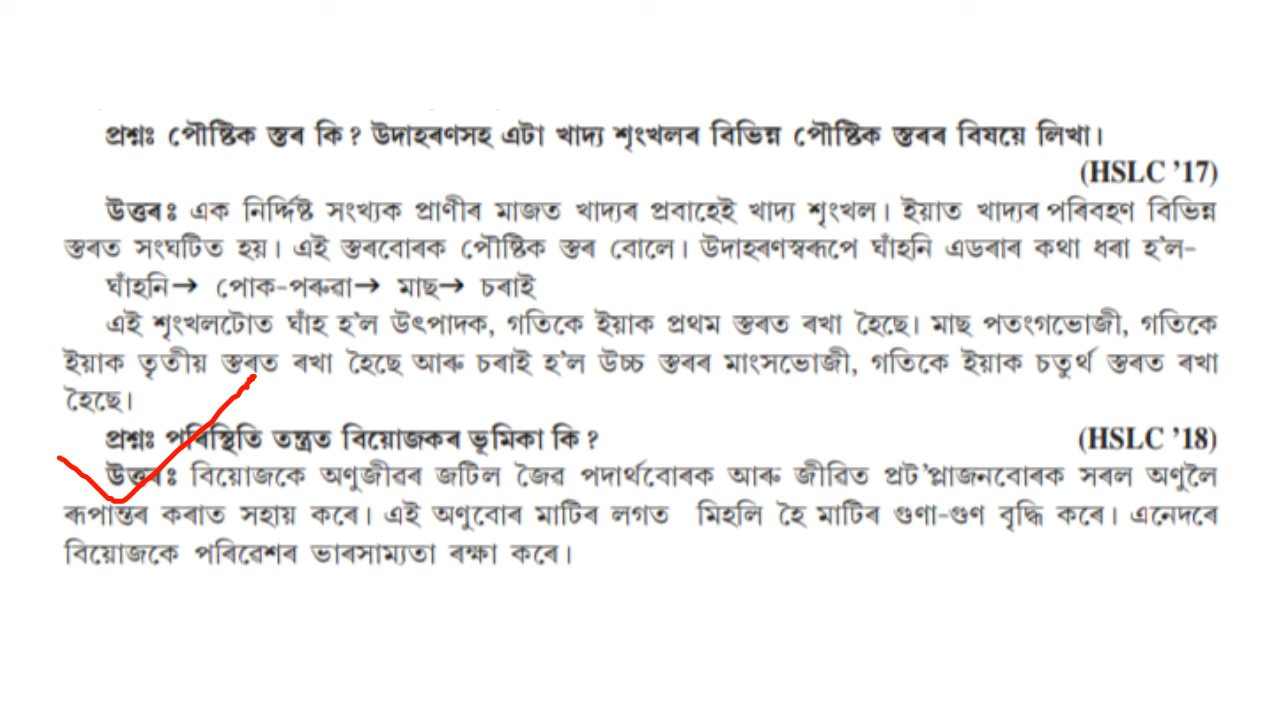 প্ৰশ্নঃ পৌষ্টিক স্তৰ কি? উদাহৰণসহ এটা খাদ্য শৃংখলৰ বিভিন্ন পৌষ্টিক স্তৰৰ বিষয়ে লিখা।
(HSLC ’17)
উত্তৰঃ এক নিৰ্দ্দিষ্ট সংখ্যক প্ৰাণীৰ মাজত খাদ্যৰ প্ৰবাহেই খাদ্য শৃংখল। ইয়াত খাদ্যৰ পৰিবহণ বিভিন্ন
স্তৰত সংঘটিত হয়। এই স্তৰবোৰক পৌষ্টিক স্তৰ বোলে। উদাহৰণস্বৰূপে ঘাঁহনি এডৰাৰ কথা ধৰা হ’ল-
ঘাঁহনি→ পোক-পৰুৱা→ মাছ→ চৰাই
এই শৃংখলটোত ঘাঁহ হ’ল উৎপাদক, গতিকে ইয়াক প্ৰথম স্তৰত ৰখা হৈছে। মাছ পতংগভোজী, গতিকে
ইয়াক তৃতীয় স্তৰত ৰখা হৈছে আৰু চৰাই হ’ল উচ্চ স্তৰৰ মাংসভোজী, গতিকে ইয়াক চতুৰ্থ স্তৰত ৰখা
হৈছে।
প্ৰশ্নঃ পৰিস্থিতি তন্ত্ৰত বিয়োজকৰ ভূমিকা কি? (HSLC ’18)
উত্তৰঃ বিয়োজকে অণুজীৱৰ জটিল জৈৱ পদাৰ্থবোৰক আৰু জীৱিত প্ৰট’প্লাজনবোৰক সৰল অণুলৈ
ৰূপান্তৰ কৰাত সহায় কৰে। এই অণুবোৰ মাটিৰ লগত মিহলি হৈ মাটিৰ গুণা-গুণ বৃদ্ধি কৰে। এনেদৰে
বিয়োজকে পৰিৱেশৰ ভাৰসাম্যতা ৰক্ষা কৰে।